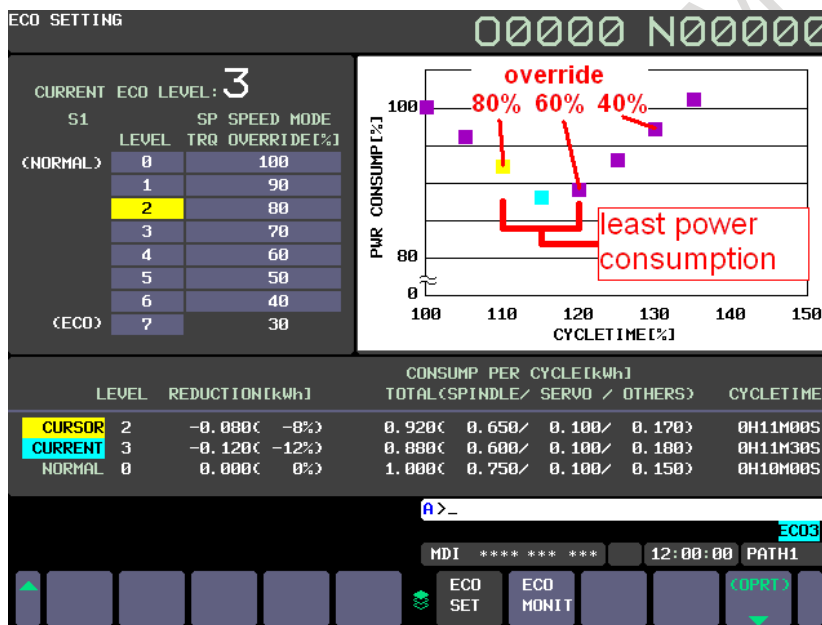 ECO SETTING
O0000 N00000
CURRENT ECO LEVEL: 3
S1 SP SPEED MODE
LEVEL TRQ OVERRIDE[%]
(NORMAL) 0 100
1 90
2 80
3 70
4 60
5 50
6 40
(ECO) 7 30
override
80% 60% 40%
least power
consumption
PWR CONSUMP[%]
100
80
0
100 110 120 130 140 150
CYCLETIME[%]
CONSUMP PER CYCLE[kWh]
LEVEL REDUCTION[kWh] TOTAL(SPINDLE/ SERVO / OTHERS) CYCLETIME
CURSOR 2 -0.080( -8%) 0.920( 0.650/ 0.100/ 0.170) 0H11M00S
CURRENT 3 -0.120( -12%) 0.880( 0.600/ 0.100/ 0.180) 0H11M30S
NORMAL 0 0.000( 0%) 1.000( 0.750/ 0.100/ 0.150) 0H10M00S
A>_
ECO3
MDI **** *** *** 12:00:00 PATH1
ECO SET
ECO MONIT
(OPRT)